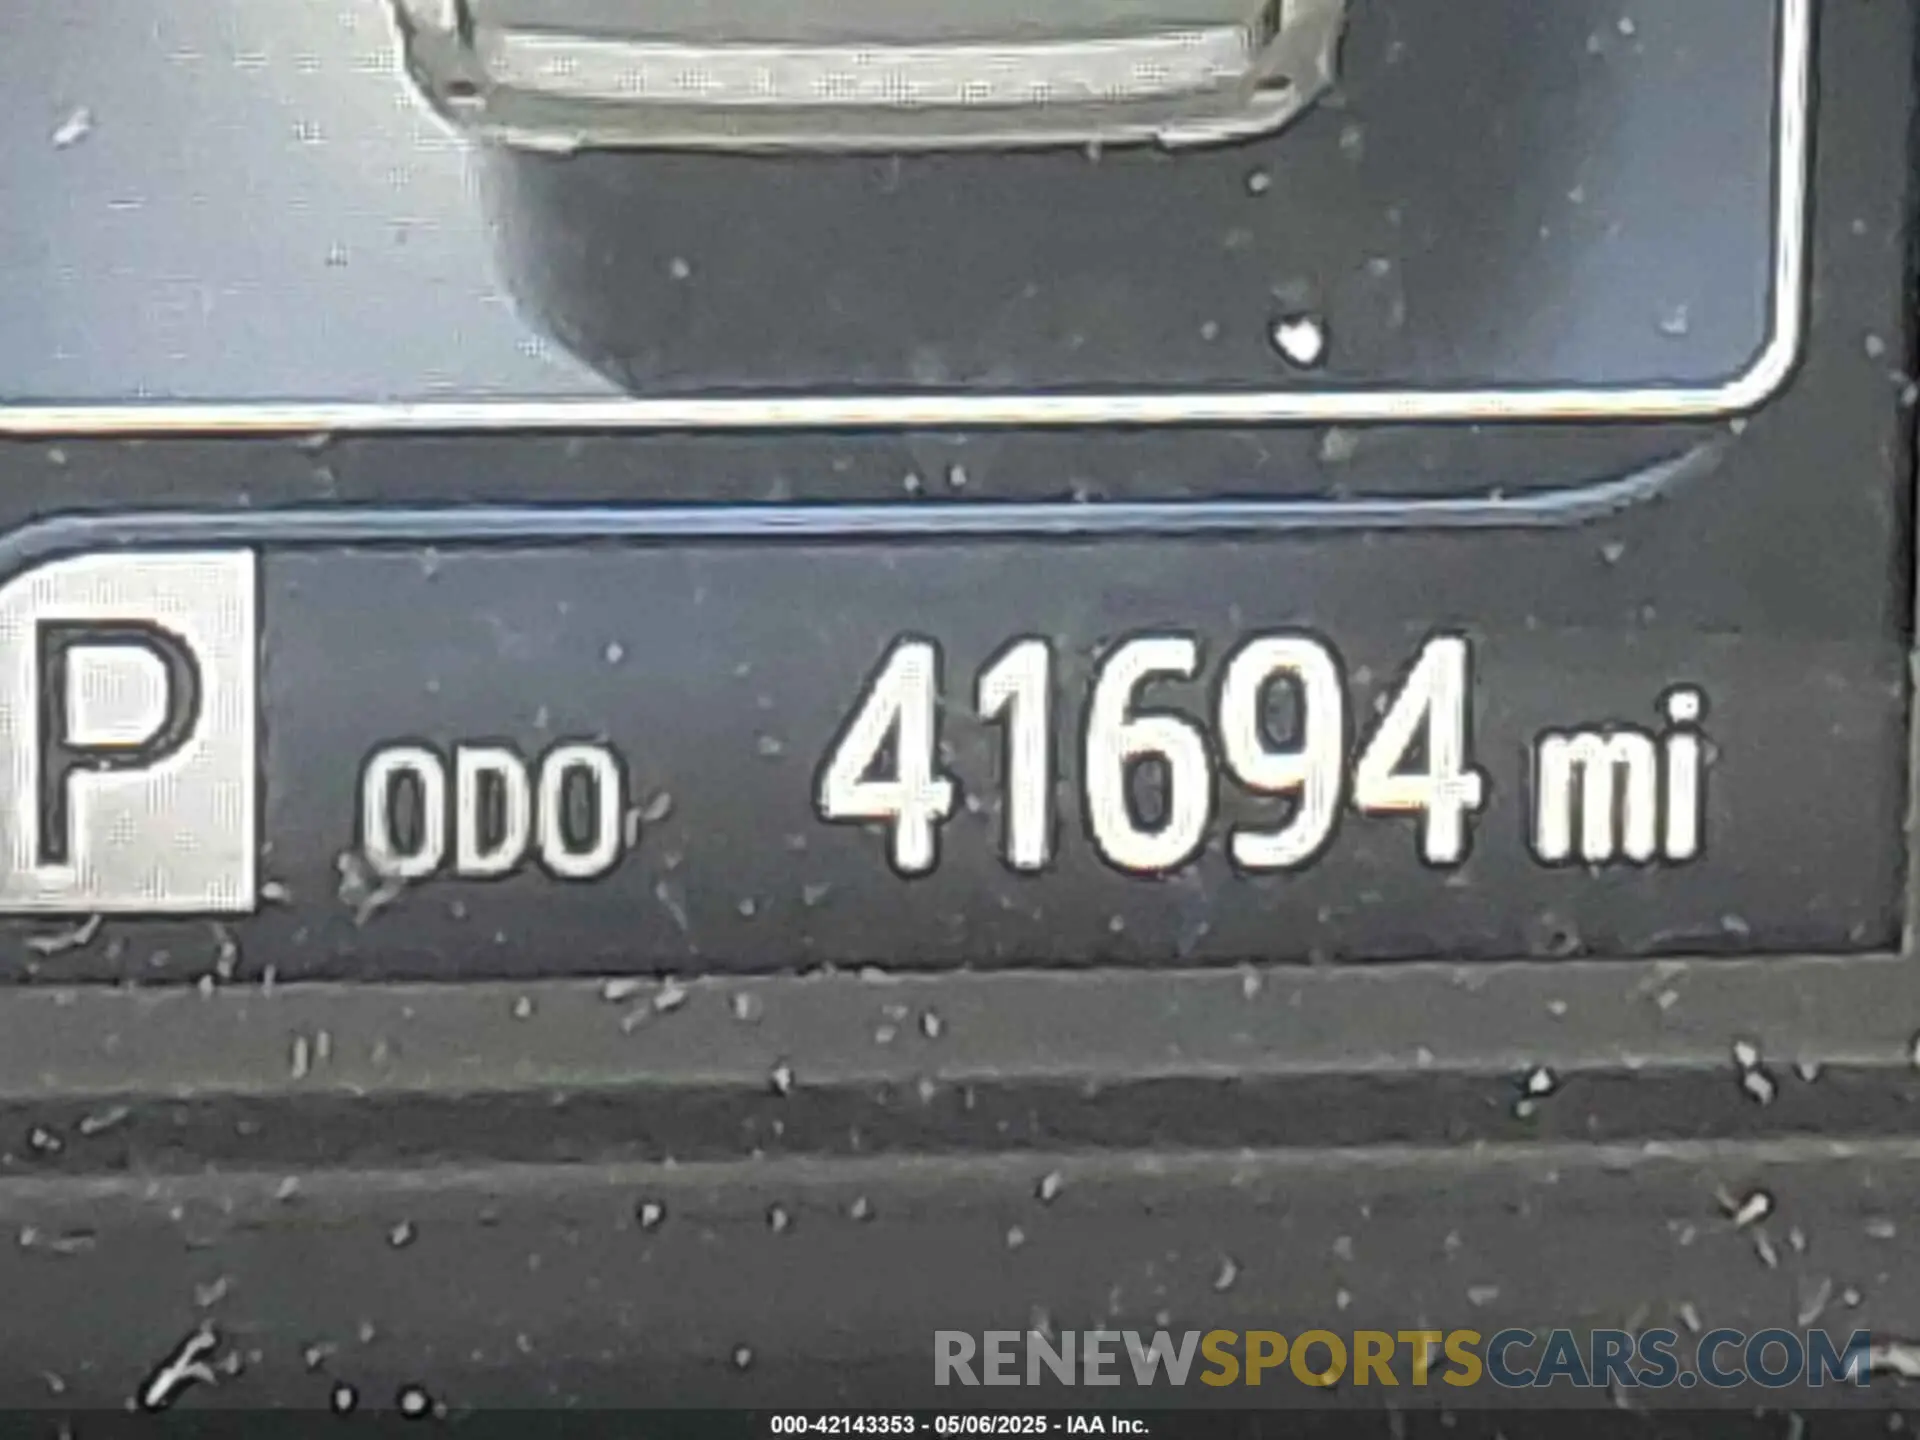 P ODO 41694 mi
RENEWSPORTSCARS.COM
000-42143353 - 05/06/2025 - IAA Inc.